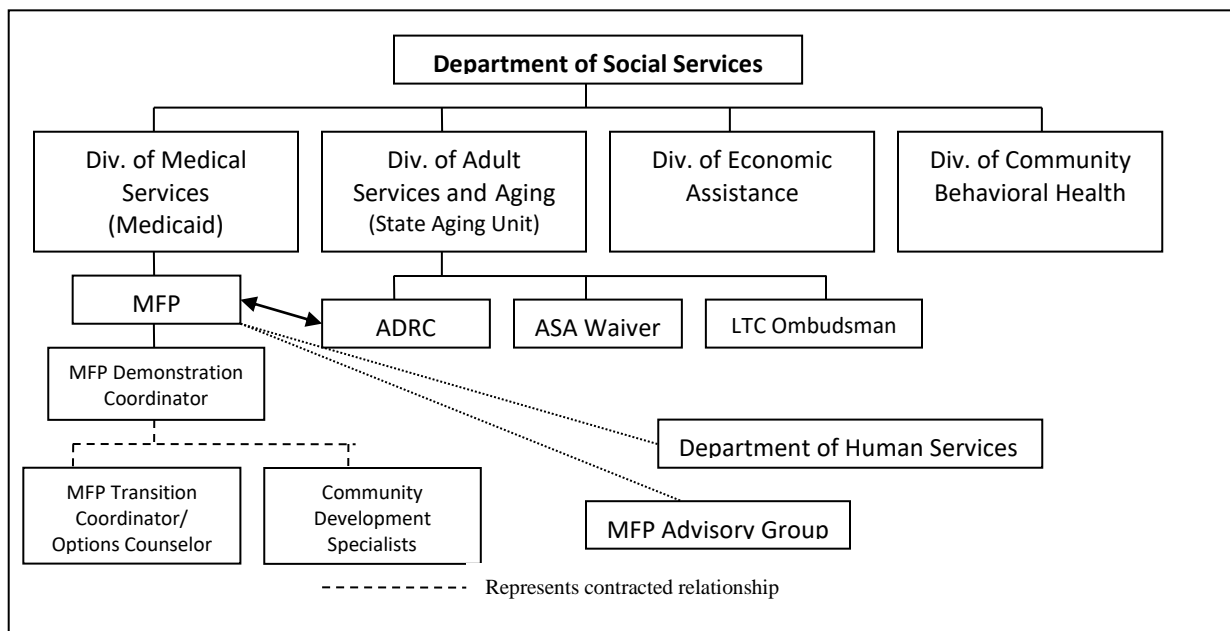 Department of Social Services
Div. of Medical
Services
(Medicaid)
Div. of Adult
Services and Aging
(State Aging Unit)
Div. of Economic
Assistance
Div. of Community
Behavioral Health
MFP
ADRC
ASA Waiver
LTC Ombudsman
MFP Demonstration
Coordinator
Department of Human Services
MFP Transition
Coordinator/
Options Counselor
Community
Development
Specialists
MFP Advisory Group
Represents contracted relationship